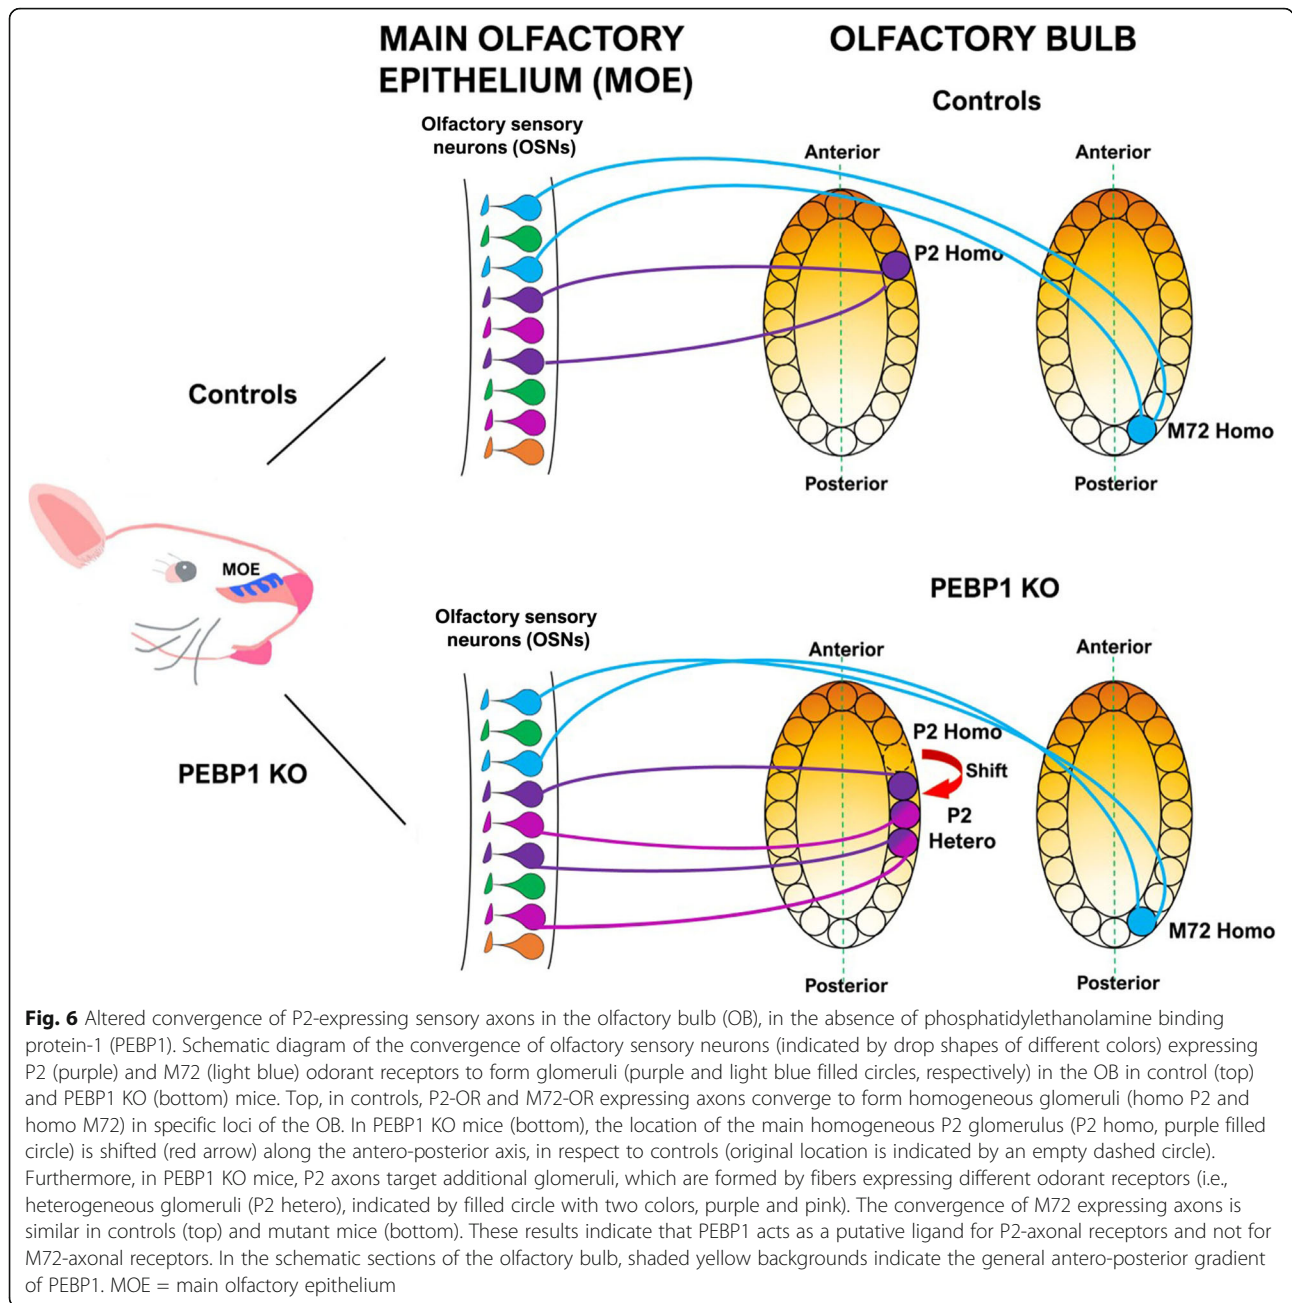 MAIN OLFACTORY
EPITHELIUM (MOE)
OLFACTORY BULB
Controls
Olfactory sensory
neurons (OSNs)
Anterior
Anterior
P2 Homo
M72 Homo
Posterior
Posterior
Controls
MOE
PEBP1 KO
PEBP1 KO
Olfactory sensory
neurons (OSNs)
Anterior
Anterior
P2 Homo
Shift
P2
Hetero
M72 Homo
Posterior
Posterior
Fig. 6 Altered convergence of P2-expressing sensory axons in the olfactory bulb (OB), in the absence of phosphatidylethanolamine binding
protein-1 (PEBP1). Schematic diagram of the convergence of olfactory sensory neurons (indicated by drop shapes of different colors) expressing
P2 (purple) and M72 (light blue) odorant receptors to form glomeruli (purple and light blue filled circles, respectively) in the OB in control (top)
and PEBP1 KO (bottom) mice. Top, in controls, P2-OR and M72-OR expressing axons converge to form homogeneous glomeruli (homo P2 and
homo M72) in specific loci of the OB. In PEBP1 KO mice (bottom), the location of the main homogeneous P2 glomerulus (P2 homo, purple filled
circle) is shifted (red arrow) along the antero-posterior axis, in respect to controls (original location is indicated by an empty dashed circle).
Furthermore, in PEBP1 KO mice, P2 axons target additional glomeruli, which are formed by fibers expressing different odorant receptors (i.e.,
heterogeneous glomeruli (P2 hetero), indicated by filled circle with two colors, purple and pink). The convergence of M72 expressing axons is
similar in controls (top) and mutant mice (bottom). These results indicate that PEBP1 acts as a putative ligand for P2-axonal receptors and not for
M72-axonal receptors. In the schematic sections of the olfactory bulb, shaded yellow backgrounds indicate the general antero-posterior gradient
of PEBP1. MOE = main olfactory epithelium